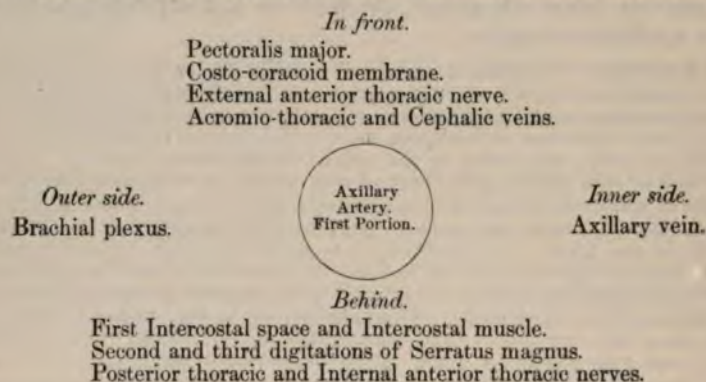 In front.
Pectoralis major.
Costo-coracoid membrane.
External anterior thoracic nerve.
Acromio-thoracic and Cephalic veins.
Outer side.
Brachial plexus.
Axillary
Artery.
First Portion.
Inner side.
Axillary vein.
Behind.
First Intercostal space and Intercostal muscle.
Second and third digitations of Serratus magnus.
Posterior thoracic and Internal anterior thoracic nerves.